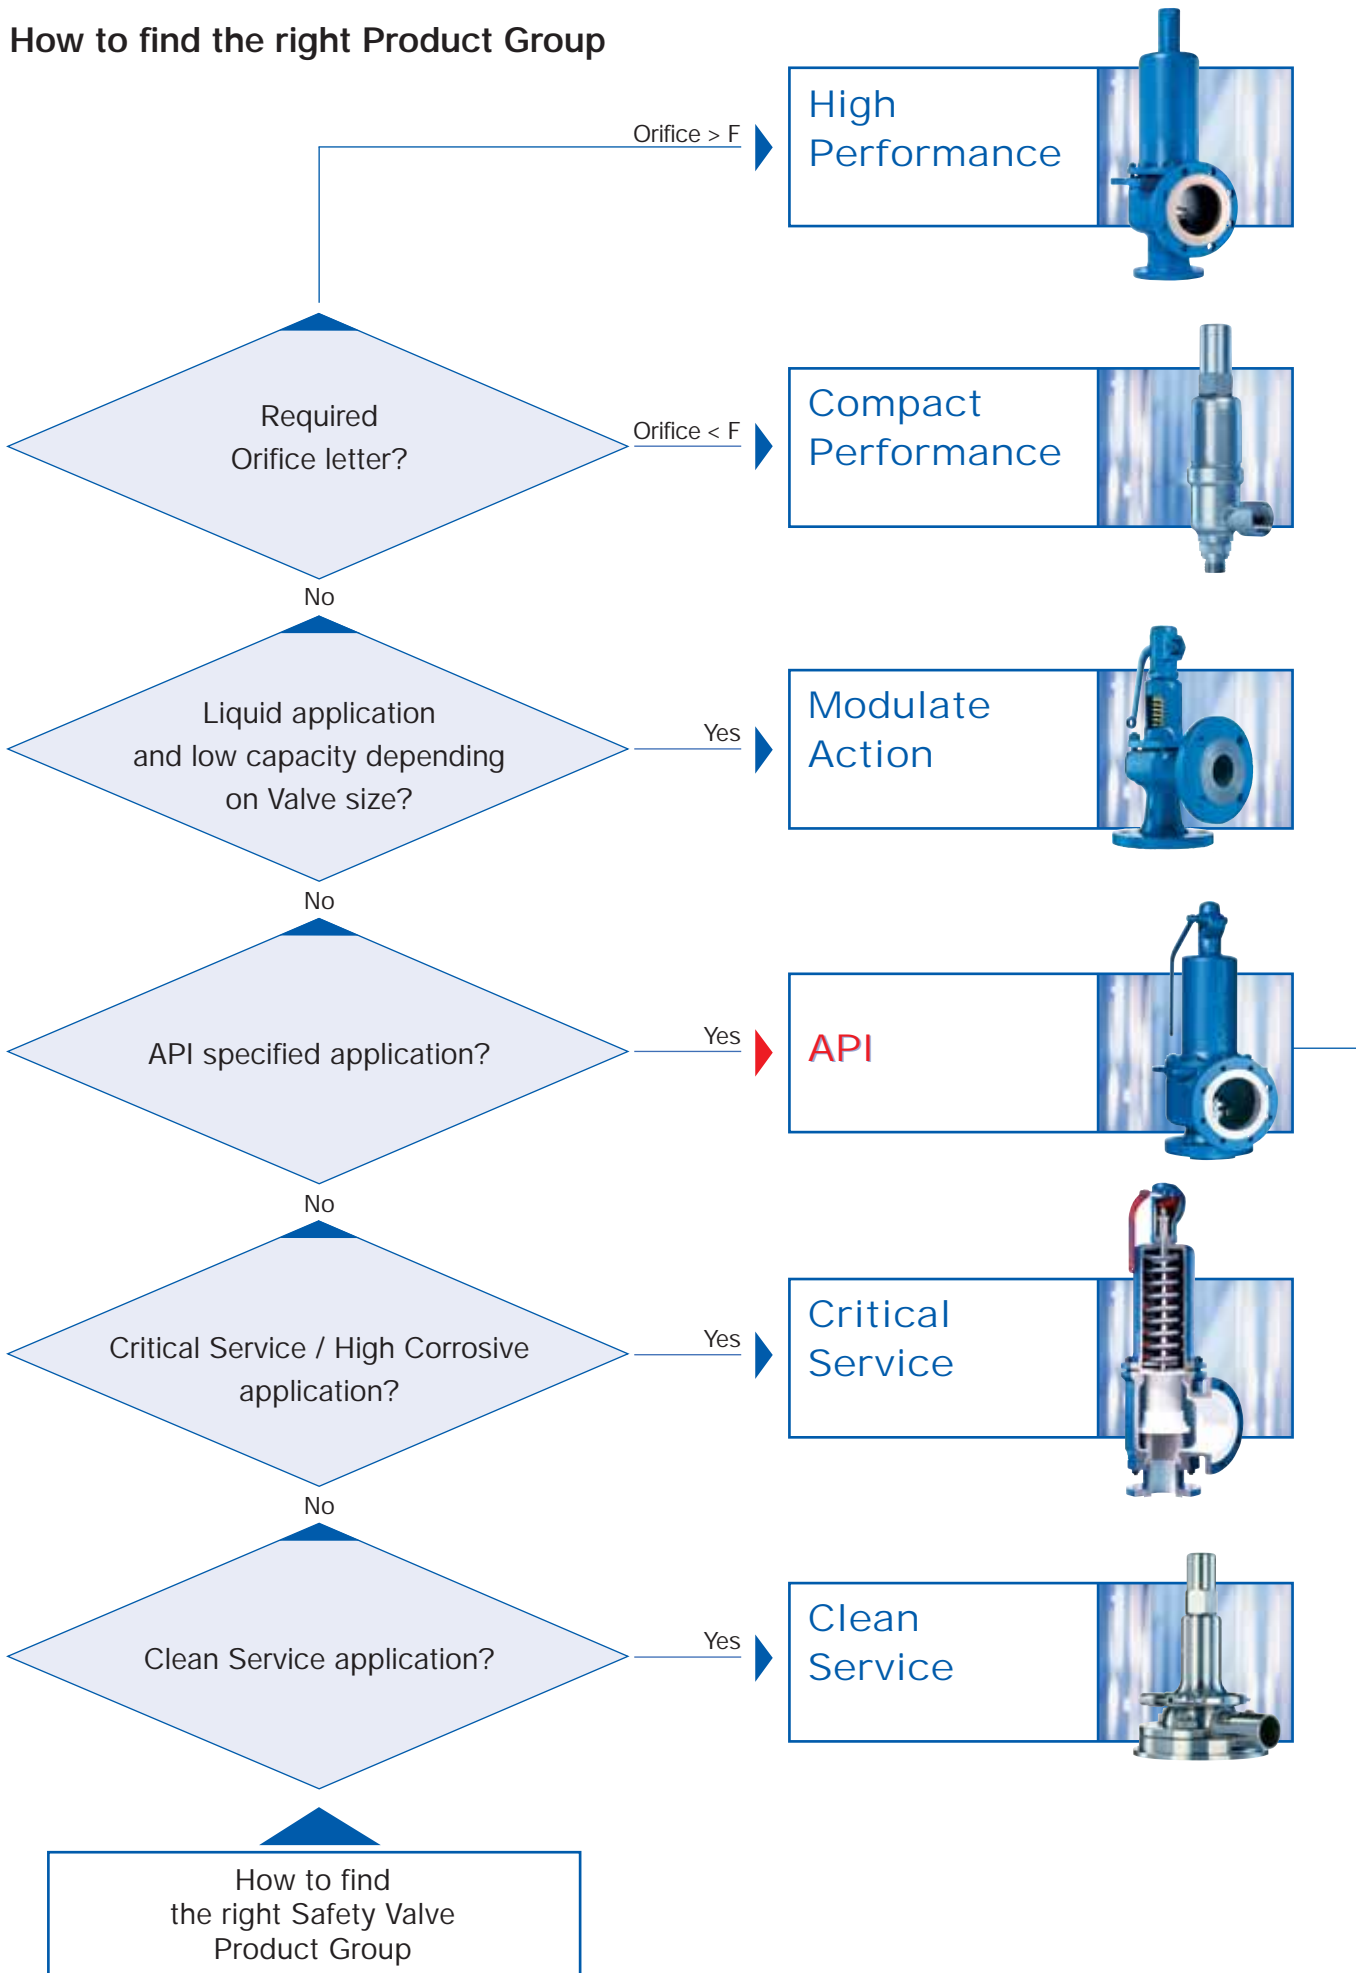 How to find the right Product Group
Orifice > F
High
Performance
Required
Orifice letter?
Orifice < F
Compact
Performance
No
Liquid application
and low capacity depending
on Valve size?
Yes
Modulate
Action
No
API specified application?
Yes
API
No
Critical Service / High Corrosive
application?
Yes
Critical
Service
No
Clean Service application?
Yes
Clean
Service
How to find
the right Safety Valve
Product Group